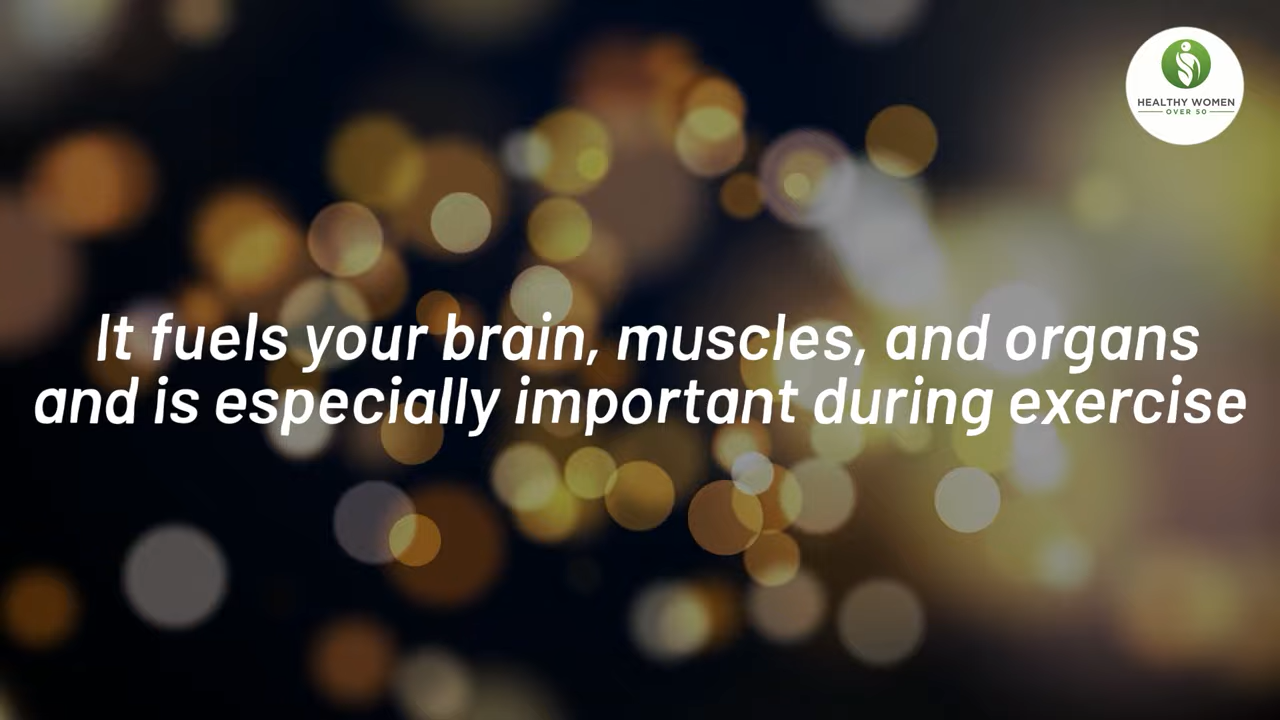 HEALTHY WOMEN
OVER 50
It fuels your brain, muscles, and organs
and is especially important during exercise